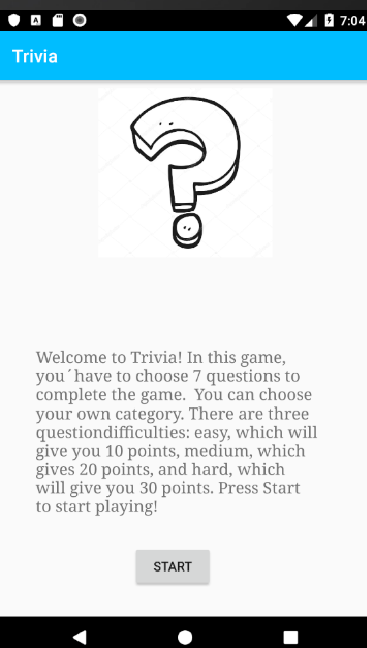 7:04
Trivia
Welcome to Trivia! In this game,
you´have to choose 7 questions to
complete the game.  You can choose
your own category. There are three
questiondifficulties: easy, which will
give you 10 points, medium, which
gives 20 points, and hard, which
will give you 30 points. Press Start
to start playing!
START